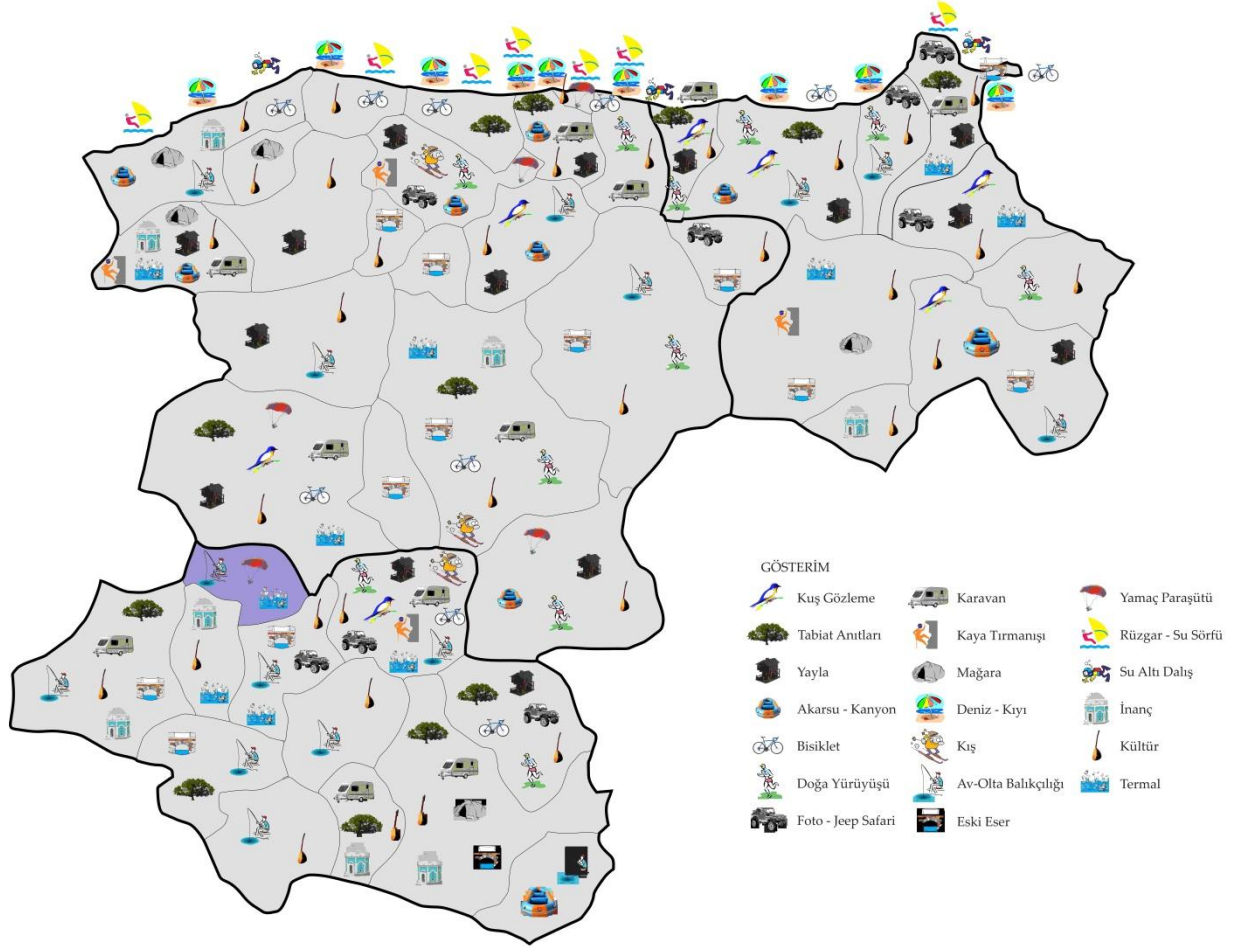 GÖSTERİM
Kuş Gözleme
Karavan
Yamaç Paraşütü
Tabiat Anıtları
Kaya Tırmanışı
Rüzgar - Su Sörfü
Yayla
Mağara
Su Altı Dalış
Akarsu - Kanyon
Deniz - Kıyı
İnanç
Bisiklet
Kış
Kültür
Doğa Yürüyüşü
Av-Olta Balıkçılığı
Termal
Foto - Jeep Safari
Eski Eser